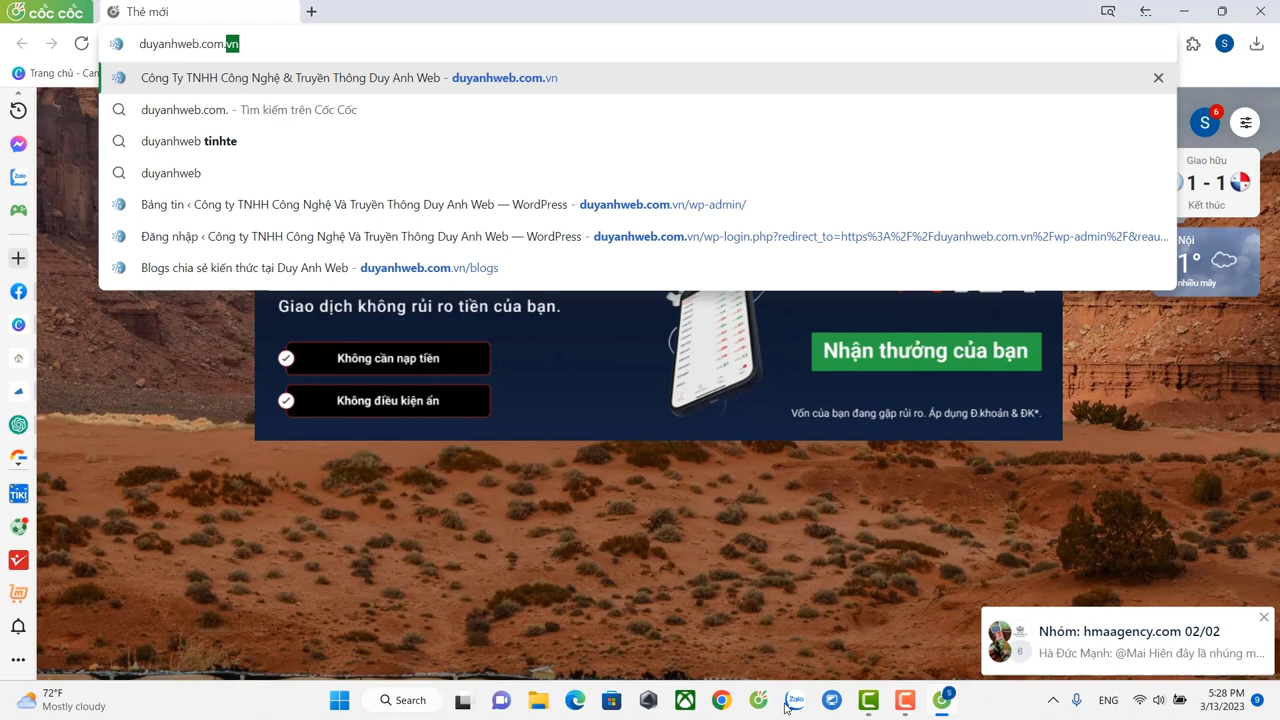 cốc cốc
Thẻ mới
duyanhweb.com.vn
Trang chủ - Can
Công Ty TNHH Công Nghệ & Truyền Thông Duy Anh Web - duyanhweb.com.vn
duyanhweb.com. - Tìm kiếm trên Cốc Cốc
duyanhweb tinhte
duyanhweb
Bảng tin ‹ Công ty TNHH Công Nghệ Và Truyền Thông Duy Anh Web — WordPress - duyanhweb.com.vn/wp-admin/
Đăng nhập ‹ Công ty TNHH Công Nghệ Và Truyền Thông Duy Anh Web — WordPress - duyanhweb.com.vn/wp-login.php?redirect_to=https%3A%2F%2Fduyanhweb.com.vn%2Fwp-admin%2F&reau...
Blogs chia sẻ kiến thức tại Duy Anh Web - duyanhweb.com.vn/blogs
S
S
6
Giao hữu
1 - 1
Kết thúc
Nội
1°
nhiều mây
Zalo
TIKI
Giao dịch không rủi ro tiền của bạn.
Không cần nạp tiền
Không điều kiện ẩn
Nhận thưởng của bạn
Vốn của bạn đang gặp rủi ro. Áp dụng Đ.khoản & ĐK*.
Nhóm: hmaagency.com 02/02
6
Hà Đức Mạnh: @Mai Hiện đây là nhúng m...
72°F
Mostly cloudy
Search
Zalo
S
ENG
5:28 PM
3/13/2023
9